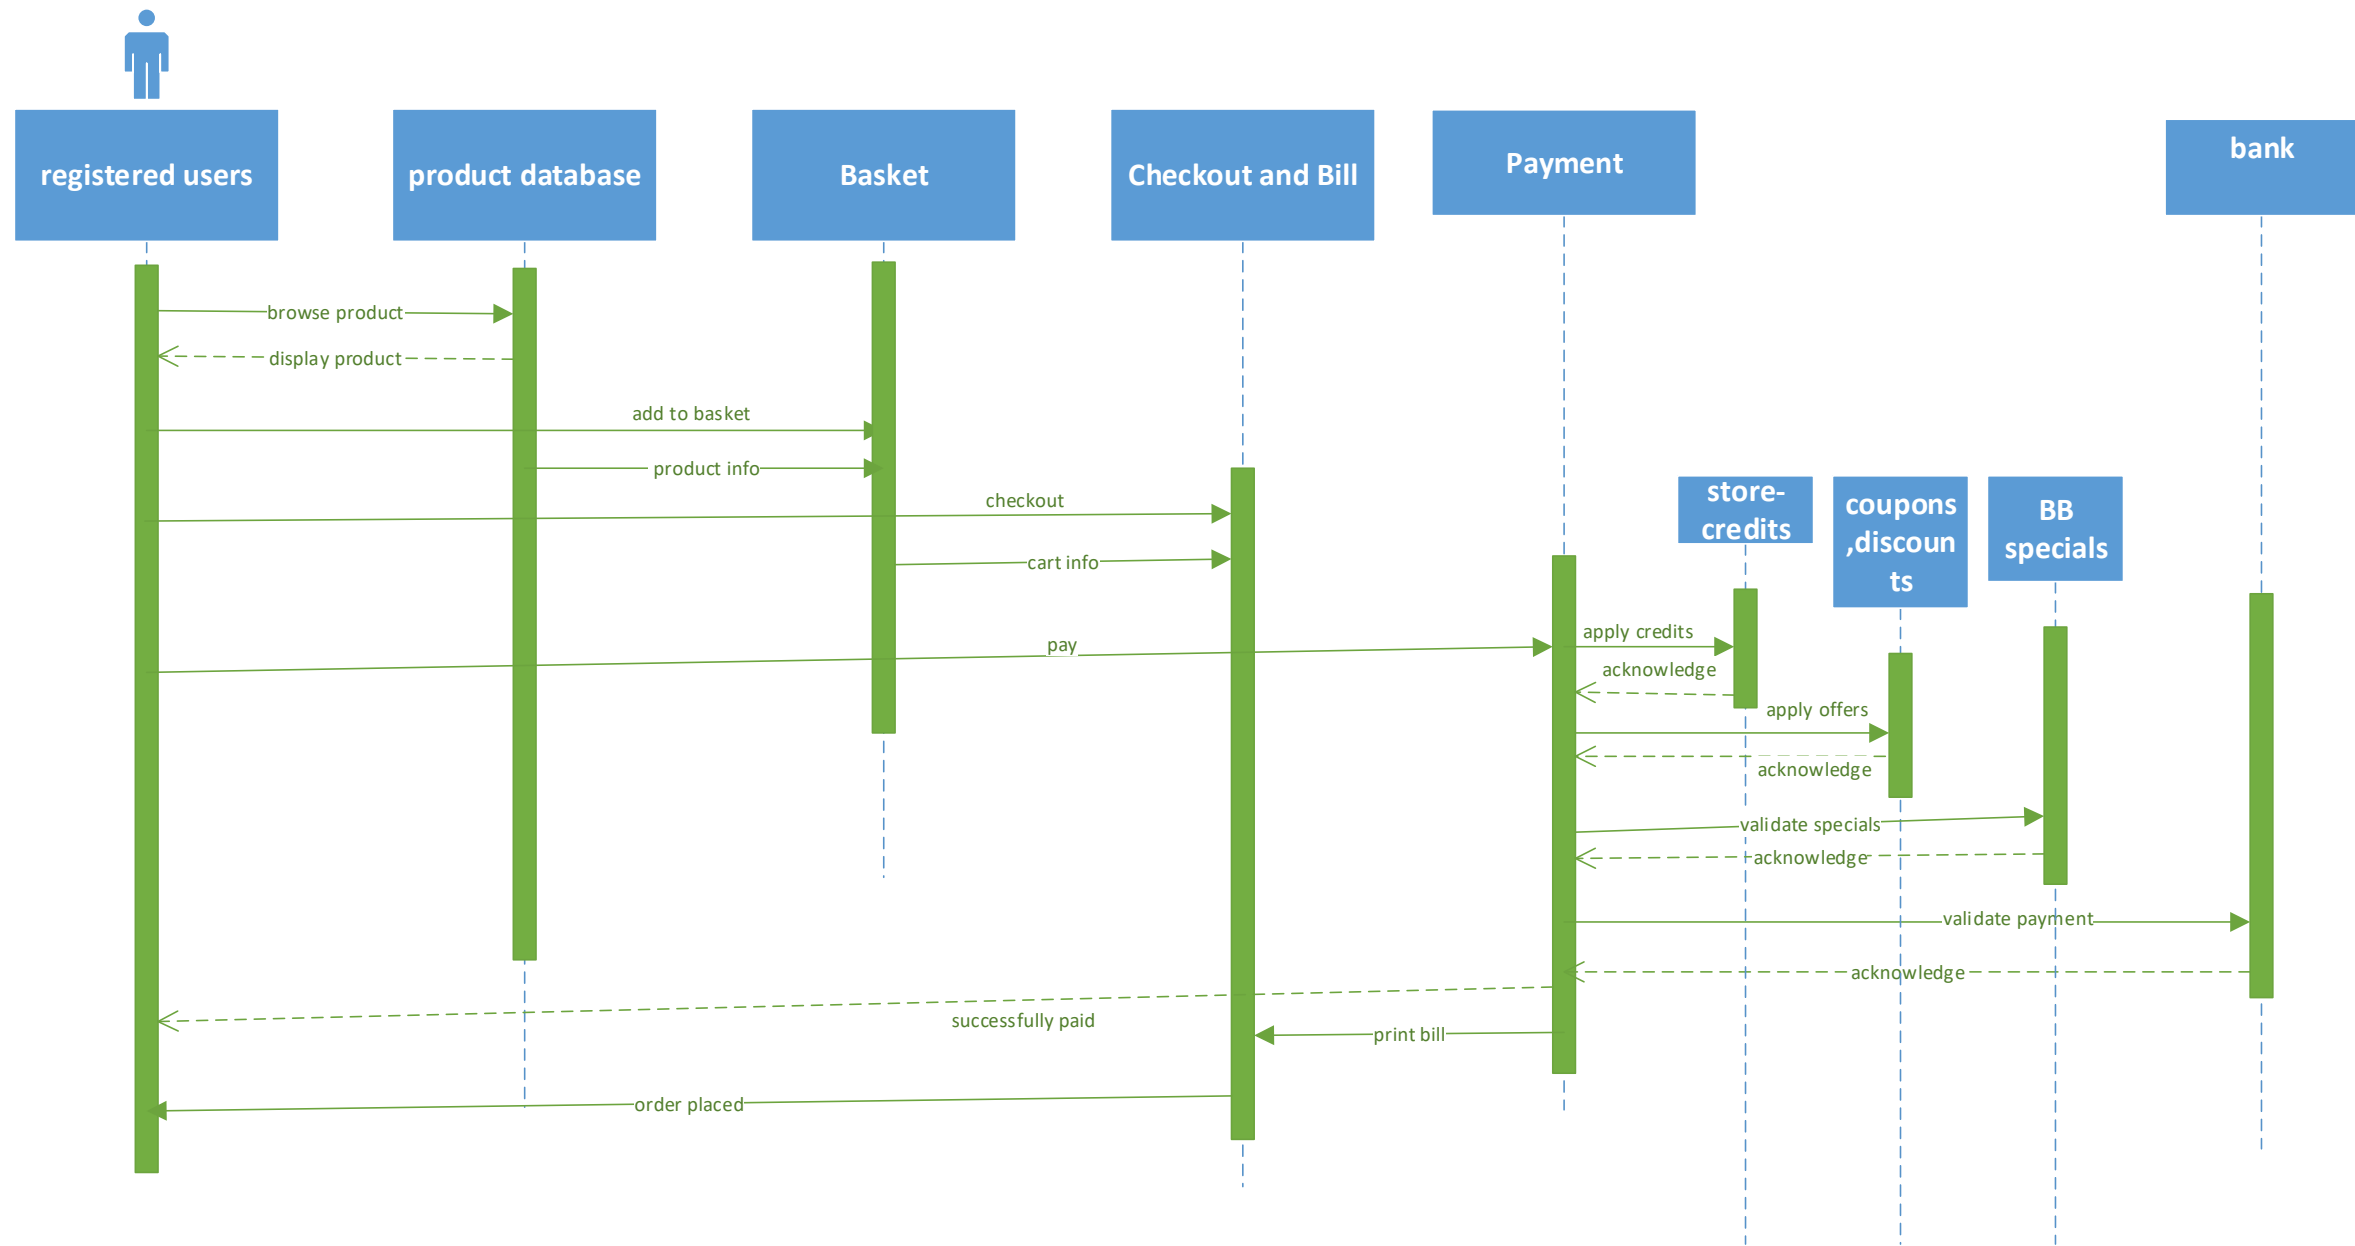 registered users
product database
Basket
Checkout and Bill
Payment
bank
browse product
display product
add to basket
product info
store-
credits
coupons
,discoun
ts
BB
specials
checkout
cart info
pay
apply credits
acknowledge
apply offers
acknowledge
validate specials
acknowledge
validate payment
acknowledge
successfully paid
print bill
order placed